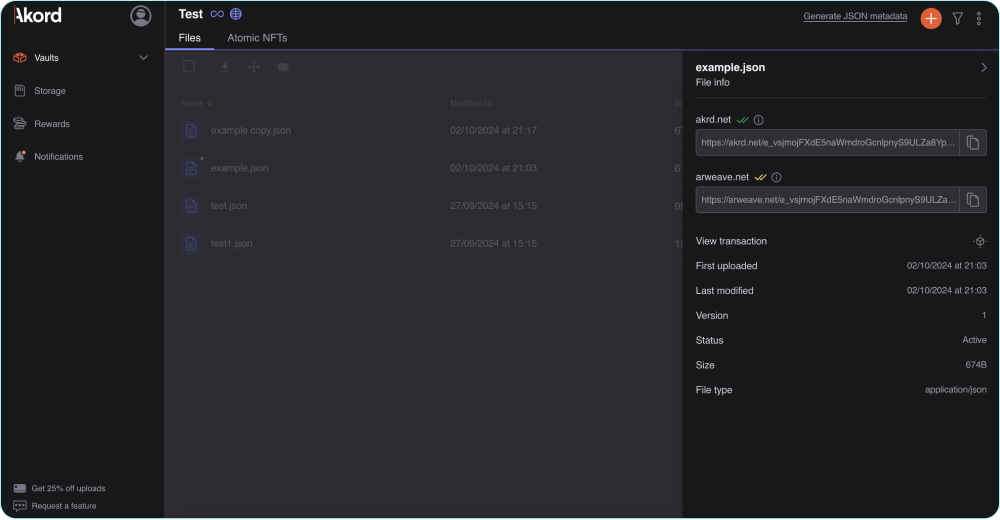 Akord
Vaults
Storage
Rewards
Notifications
Get 25% off uploads
Request a feature
Test
Generate JSON metadata
Files Atomic NFTs
Name Modified on
example copy.json 02/10/2024 at 21:17
example.json 02/10/2024 at 21:03
test.json 27/09/2024 at 15:15
test1.json 27/09/2024 at 15:15
example.json
File info
akrd.net
https://akrd.net/e_vsjmojFXdE5naWmdroGcnlpnyS9ULZa8Yp...
arweave.net
https://arweave.net/e_vsjmojFXdE5naWmdroGcnlpnyS9ULZa...
View transaction
First uploaded 02/10/2024 at 21:03
Last modified 02/10/2024 at 21:03
Version 1
Status Active
Size 674B
File type application/json